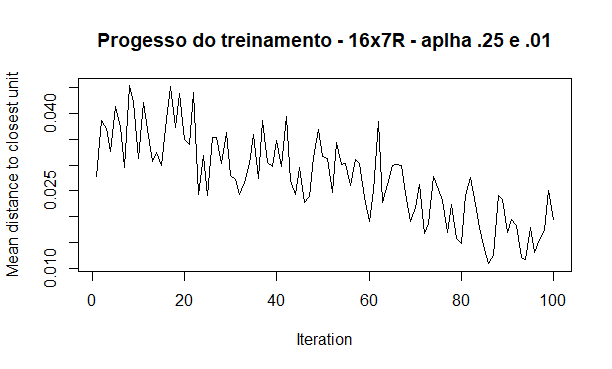 Progesso do treinamento - 16x7R - aplha .25 e .01
Mean distance to closest unit
0.040
0.025
0.010
0 20 40 60 80 100
Iteration